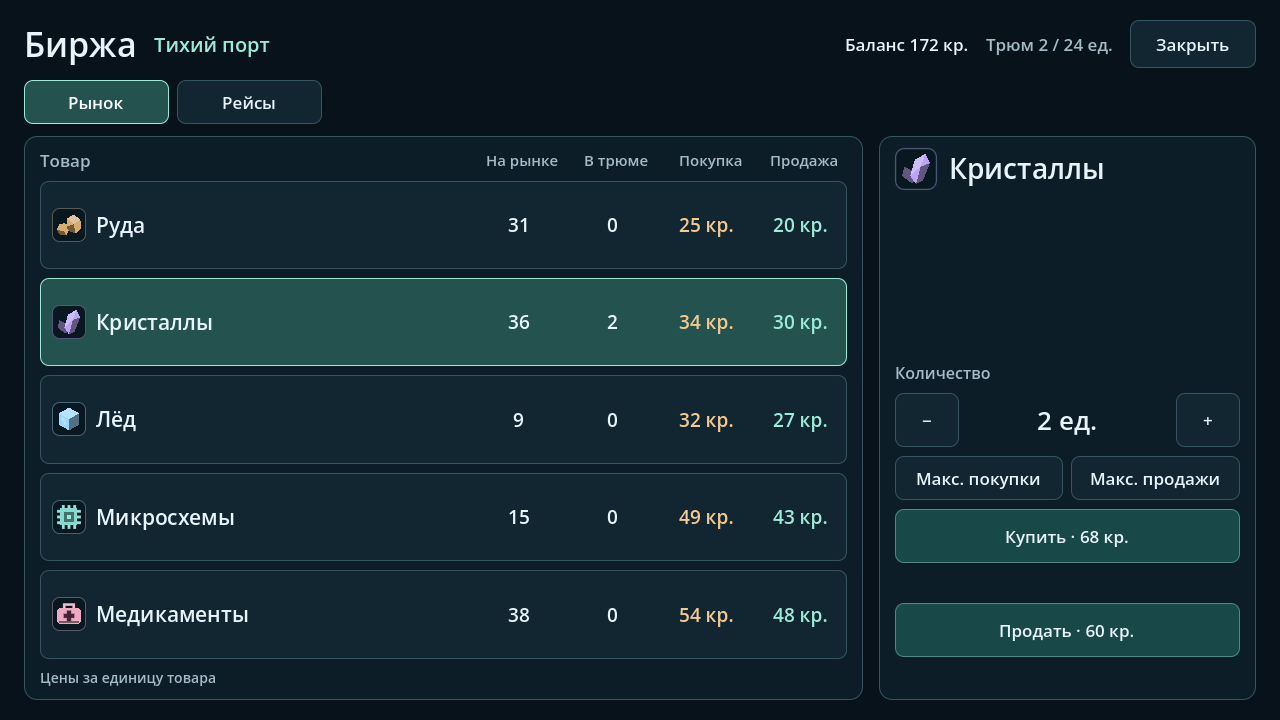 Биржа Тихий порт Баланс 172 кр. Трюм 2 / 24 ед. Закрыть
Рынок Рейсы
Товар На рынке В трюме Покупка Продажа
Руда 31 0 25 кр. 20 кр.
Кристаллы 36 2 34 кр. 30 кр.
Лёд 9 0 32 кр. 27 кр.
Микросхемы 15 0 49 кр. 43 кр.
Медикаменты 38 0 54 кр. 48 кр.
Цены за единицу товара
Кристаллы
Количество
− 2 ед. +
Макс. покупки Макс. продажи
Купить · 68 кр.
Продать · 60 кр.